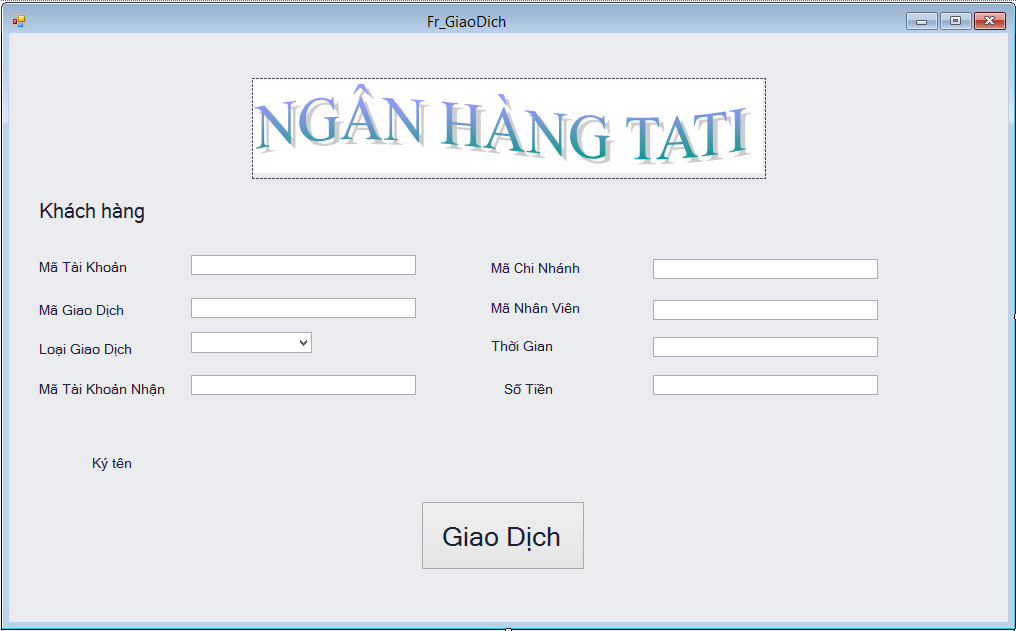 Fr_GiaoDich
NGÂN HÀNG TATI
Khách hàng
Mã Tài Khoản
Mã Chi Nhánh
Mã Giao Dịch
Mã Nhân Viên
Loại Giao Dịch
Thời Gian
Mã Tài Khoản Nhận
Số Tiền
Ký tên
Giao Dịch